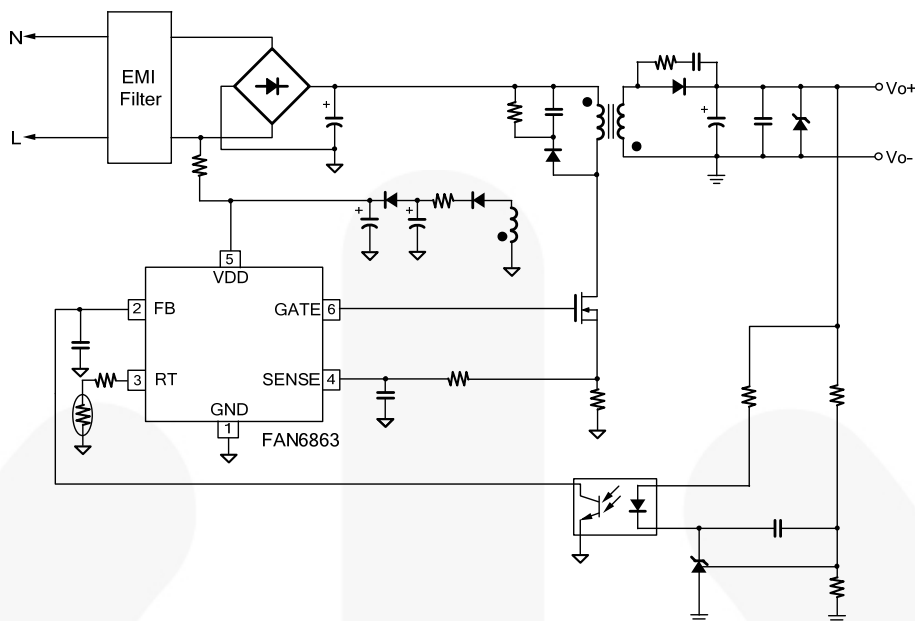 N
EMI
Filter
L
+
Vo+
+
Vo-
+
+
5
VDD
2
FB
GATE
6
3
RT
SENSE
4
GND
1
FAN6863